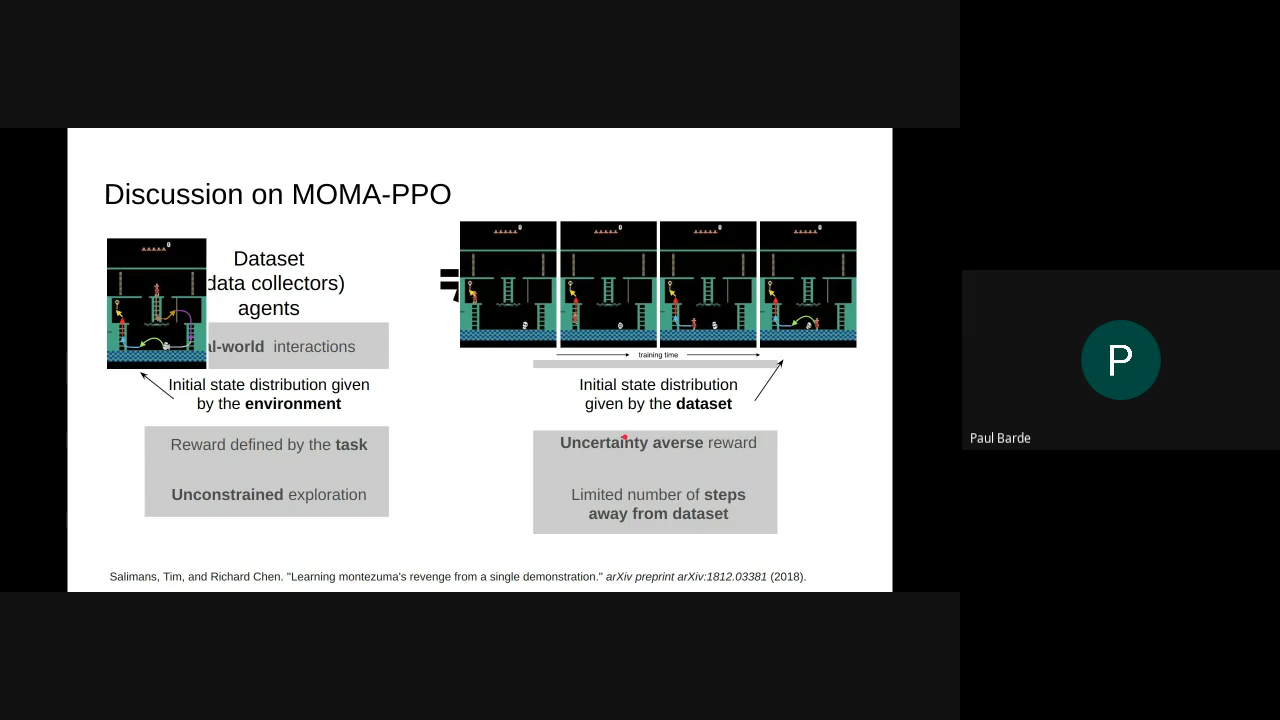 Discussion on MOMA-PPO
Dataset
data collectors)
agents
l-world interactions
Initial state distribution given
by the environment
Reward defined by the task
Unconstrained exploration
training time
Initial state distribution
given by the dataset
Uncertainty averse reward
Limited number of steps
away from dataset
Salimans, Tim, and Richard Chen. "Learning montezuma's revenge from a single demonstration." arXiv preprint arXiv:1812.03381 (2018).
P
Paul Barde